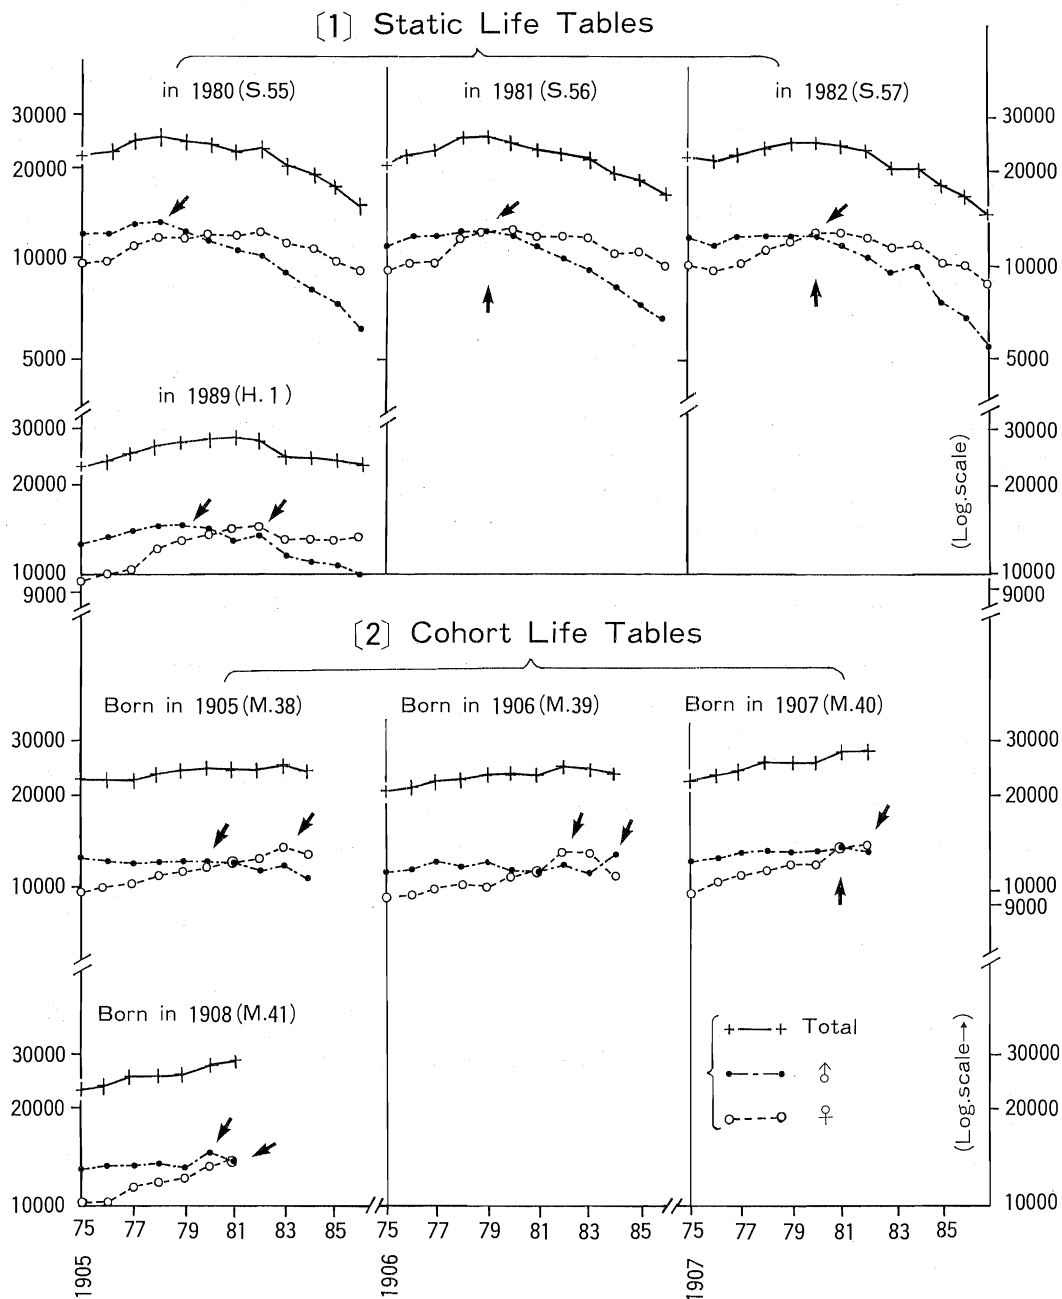 [1] Static Life Tables
in 1980 (S.55)
in 1981 (S.56)
in 1982 (S.57)
30000
20000
10000
5000
30000
20000
10000
5000
in 1989 (H.1)
30000
20000
10000
9000
30000
20000
10000
9000
(Log.scale)
[2] Cohort Life Tables
Born in 1905 (M.38)
Born in 1906 (M.39)
Born in 1907 (M.40)
30000
20000
10000
30000
20000
10000
9000
Born in 1908 (M.41)
30000
20000
10000
Total
♂
♀
(Log.scale→)
30000
20000
10000
75 77 79 81 83 85
75 77 79 81 83 85
75 77 79 81 83 85
1905
1906
1907